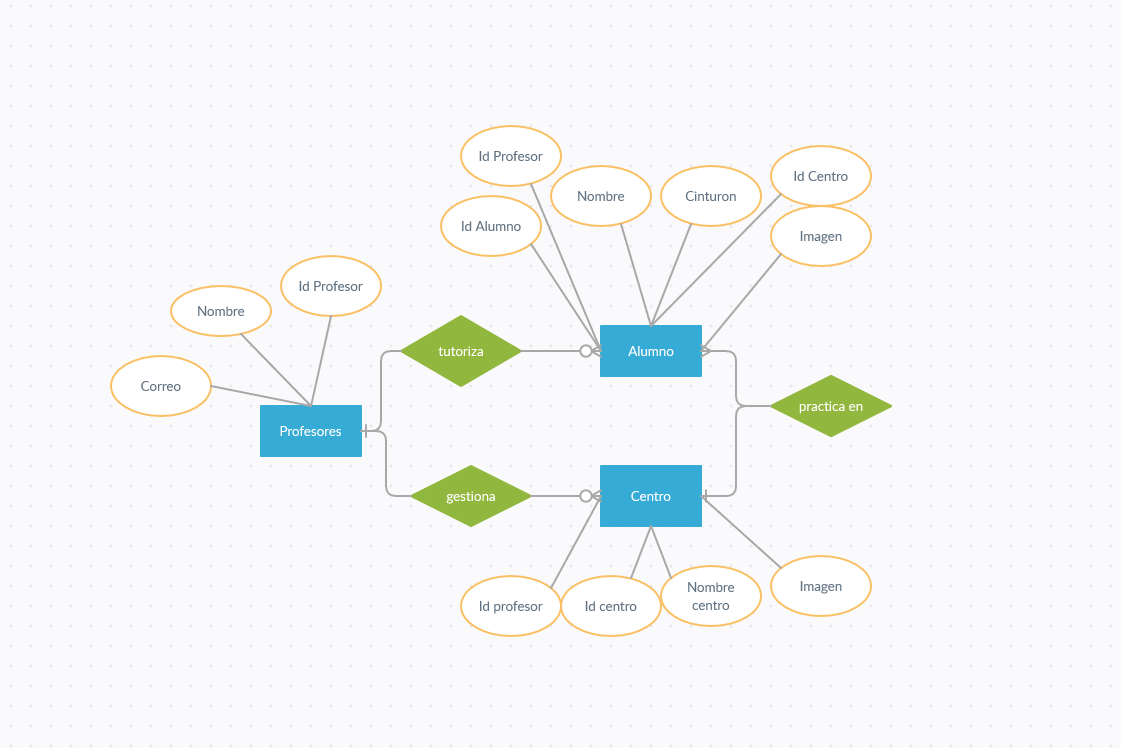 Id Profesor
Nombre
Cinturon
Id Centro
Id Alumno
Imagen
Id Profesor
Nombre
Correo
tutoriza
Alumno
practica en
Profesores
gestiona
Centro
Id profesor
Id centro
Nombre
centro
Imagen